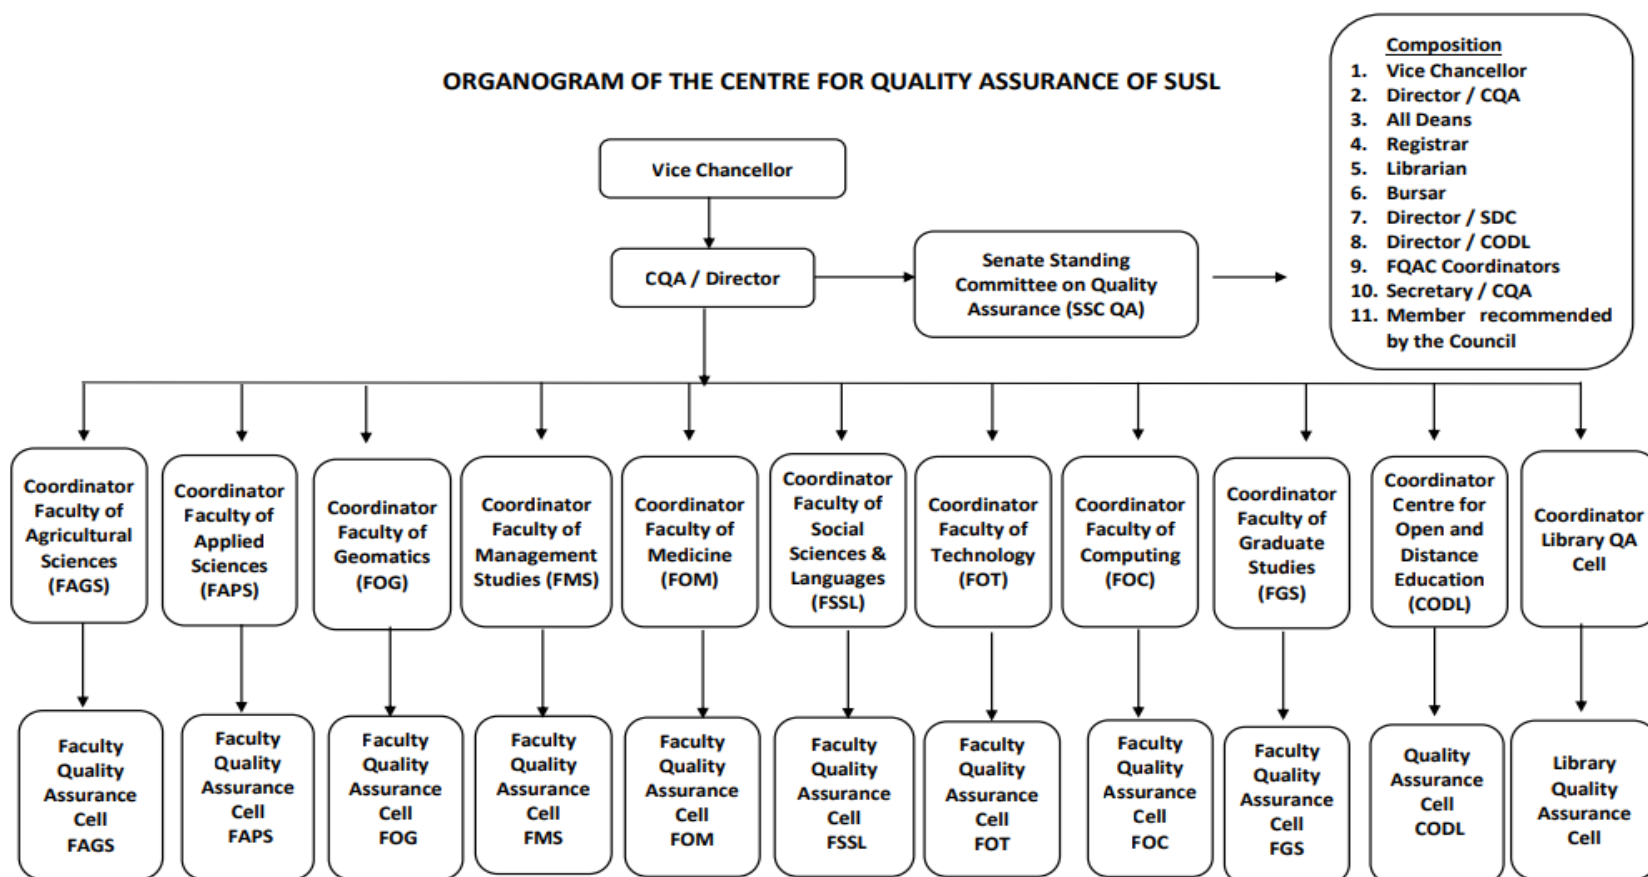 ORGANOGRAM OF THE CENTRE FOR QUALITY ASSURANCE OF SUSL
Composition
1. Vice Chancellor
2. Director / CQA
3. All Deans
4. Registrar
5. Librarian
6. Bursar
7. Director / SDC
8. Director / CODL
9. FQAC Coordinators
10. Secretary / CQA
11. Member recommended
by the Council
Vice Chancellor
CQA / Director
Senate Standing
Committee on Quality
Assurance (SSC QA)
Coordinator
Faculty of
Agricultural
Sciences
(FAGS)
Coordinator
Faculty of
Applied
Sciences
(FAPS)
Coordinator
Faculty of
Geomatics
(FOG)
Coordinator
Faculty of
Management
Studies (FMS)
Coordinator
Faculty of
Medicine
(FOM)
Coordinator
Faculty of
Social
Sciences &
Languages
(FSSL)
Coordinator
Faculty of
Technology
(FOT)
Coordinator
Faculty of
Computing
(FOC)
Coordinator
Faculty of
Graduate
Studies
(FGS)
Coordinator
Centre for
Open and
Distance
Education
(CODL)
Coordinator
Library QA
Cell
Faculty
Quality
Assurance
Cell
FAGS
Faculty
Quality
Assurance
Cell
FAPS
Faculty
Quality
Assurance
Cell
FOG
Faculty
Quality
Assurance
Cell
FMS
Faculty
Quality
Assurance
Cell
FOM
Faculty
Quality
Assurance
Cell
FSSL
Faculty
Quality
Assurance
Cell
FOT
Faculty
Quality
Assurance
Cell
FOC
Faculty
Quality
Assurance
Cell
FGS
Quality
Assurance
Cell
CODL
Library
Quality
Assurance
Cell